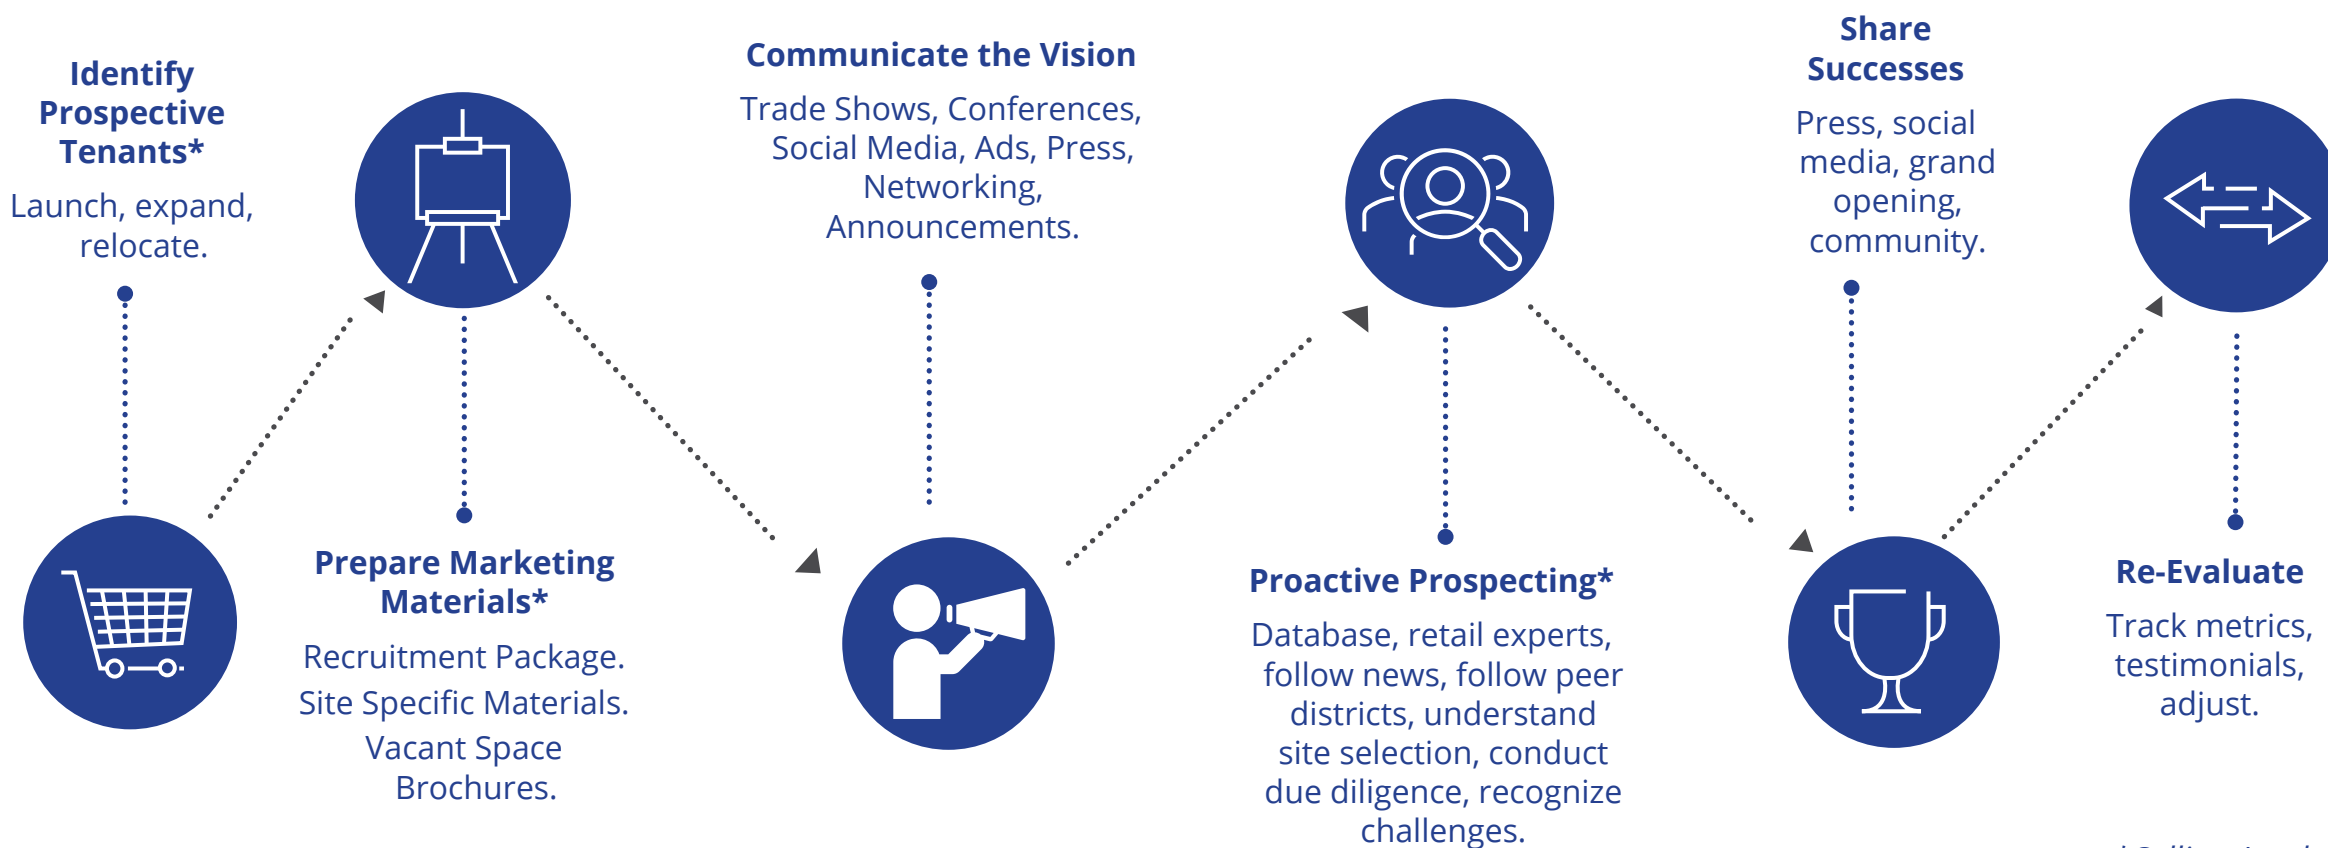 Identify
Prospective
Tenants*
Launch, expand,
relocate.
Prepare Marketing
Materials*
Recruitment Package.
Site Specific Materials.
Vacant Space
Brochures.
Communicate the Vision
Trade Shows, Conferences,
Social Media, Ads, Press,
Networking,
Announcements.
Proactive Prospecting*
Database, retail experts,
follow news, follow peer
districts, understand
site selection, conduct
due diligence, recognize
challenges.
Share
Successes
Press, social
media, grand
opening,
community.
Re-Evaluate
Track metrics,
testimonials,
adjust.